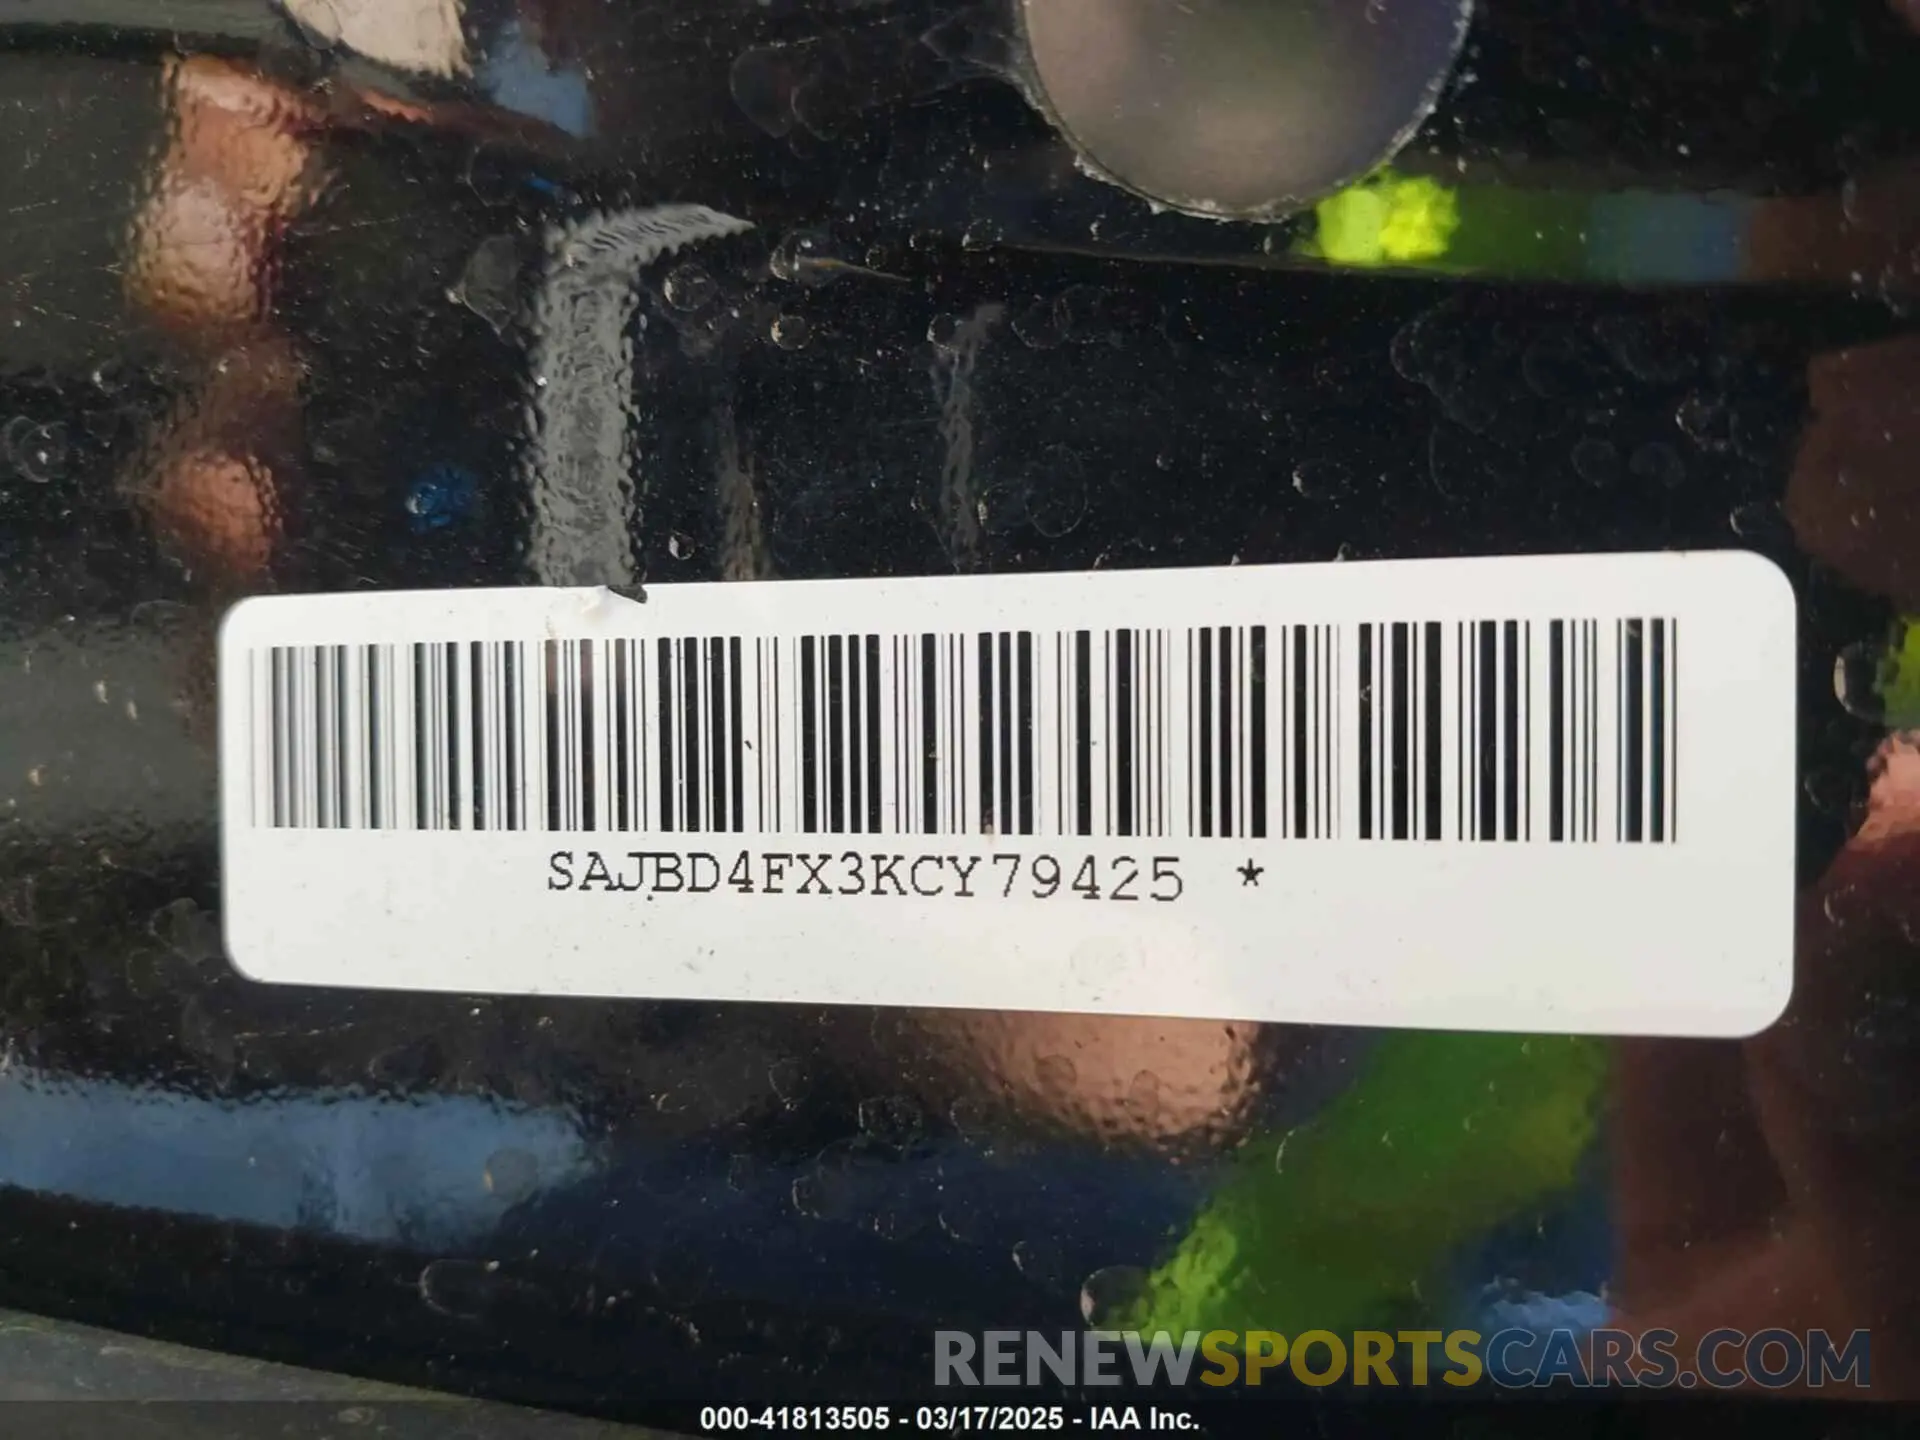 SAJBD4FX3KCY79425 *
RENEWSPORTSCARS.COM
000-41813505 - 03/17/2025 - IAA Inc.